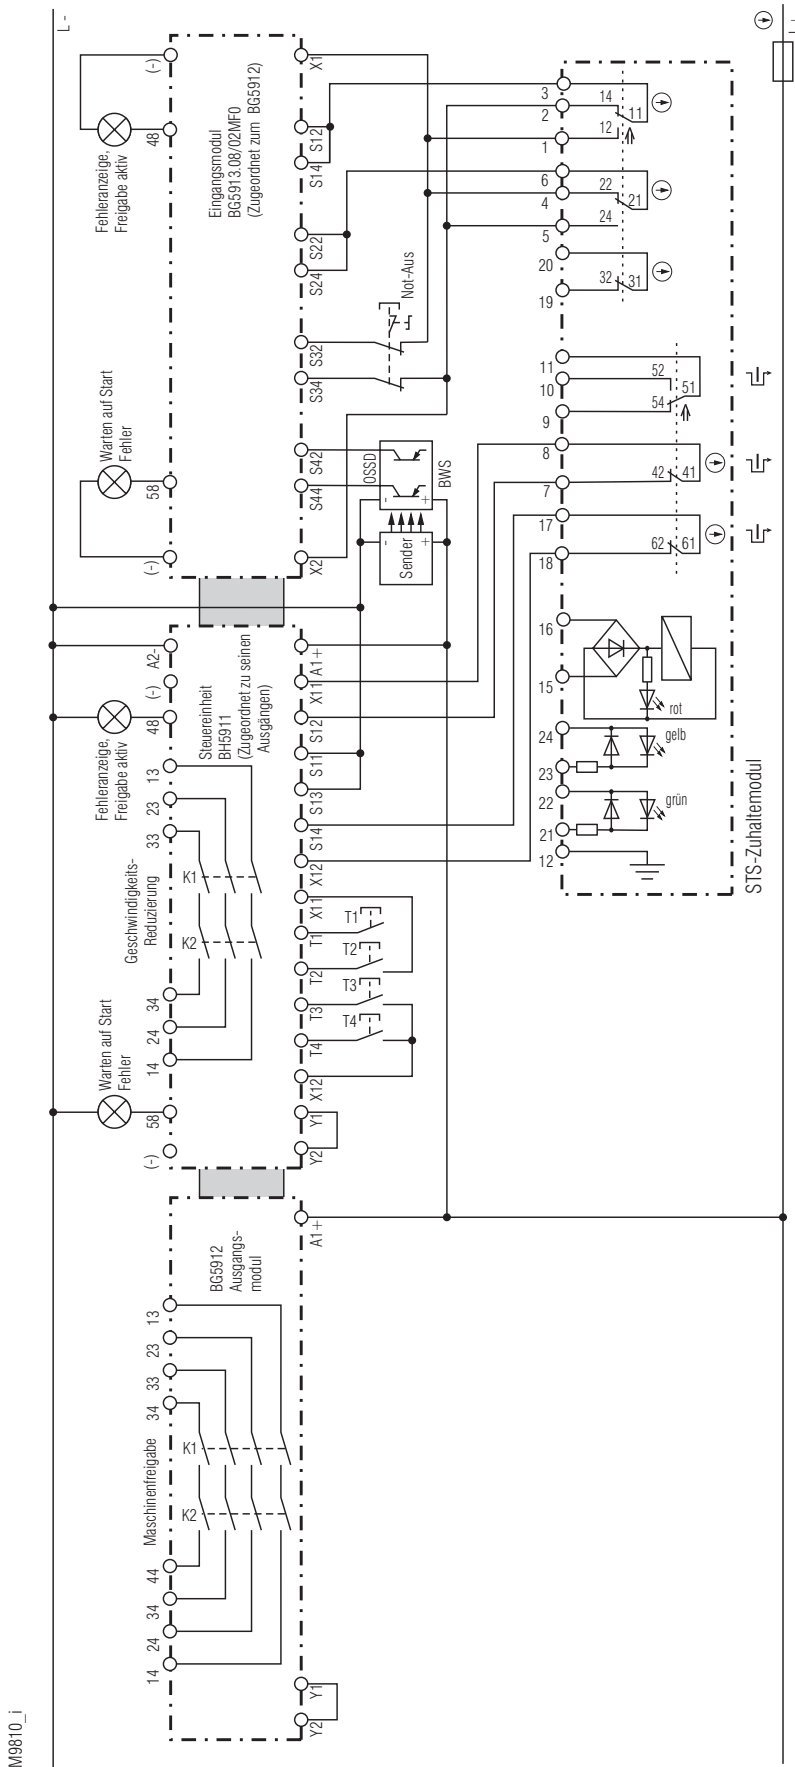 L -
L -
(-)
48
Fehleranzeige,
Freigabe aktiv
Warten auf Start
Fehler
58
(-)
Eingangsmodul
BG5913.08/02MF0
(Zugeordnet zum BG5912)
X1
S12
S14
S22
S24
S32
S34
S42
S44
X2
Not-Aus
OSSD
BWS
-
+
Sender
-
+
3
2
1
6
4
5
20
19
11
10
9
8
7
17
18
16
15
24
23
22
21
12
14
11
12
22
21
24
32
31
52
51
54
42
41
62
61
rot
gelb
grün
STS-Zuhaltemodul
A2-
(-)
48
Fehleranzeige,
Freigabe aktiv
Steuereinheit
BH5911
(Zugeordnet zu seinen
Ausgängen)
13
23
33
Geschwindigkeits-
Reduzierung
K1
K2
34
24
14
Warten auf Start
Fehler
58
(-)
A1+
X11
S12
S11
S13
S14
X12
X11
T1
T2
T3
T4
X12
Y1
Y2
T1
T2
T3
T4
BG5912
Ausgangs-
modul
A1+
13
23
33
34
Maschinenfreigabe
K1
K2
44
34
24
14
Y1
Y2
M9810_i